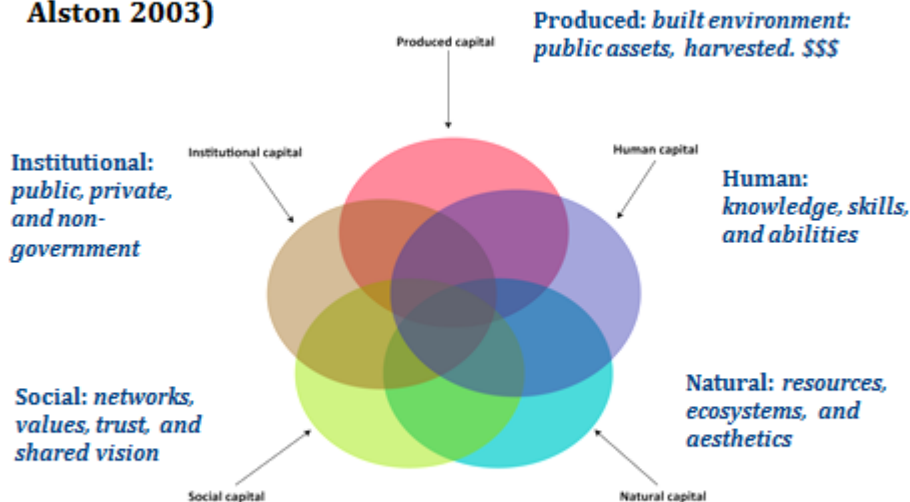 Alston 2003)
Produced: built environment:
public assets, harvested. $$$
Produced capital
Institutional capital
Human capital
Institutional:
public, private,
and non-
government
Human:
knowledge, skills,
and abilities
Social: networks,
values, trust, and
shared vision
Natural: resources,
ecosystems, and
aesthetics
Social capital
Natural capital